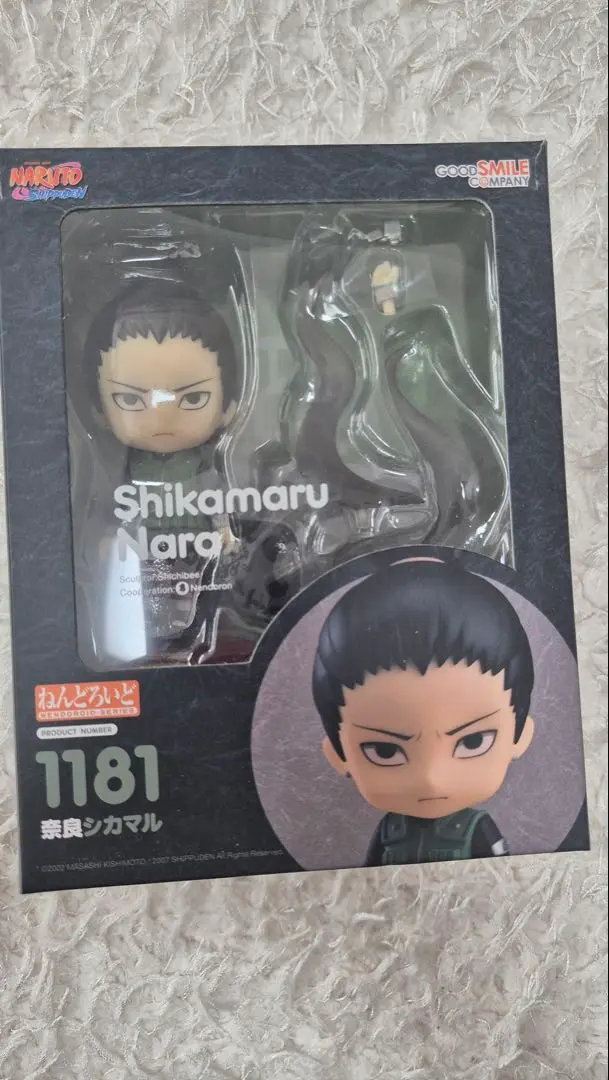 NARUTO
SHIPPUDEN
GOOD SMILE
COMPANY
Shikamaru
Nara
Sculptor:Shichibee
Cooperation: Nendoron
ねんどろいど
NENDOROID SERIES
PRODUCT NUMBER
1181
奈良シカマル
©2002 MASASHI KISHIMOTO / 2007 SHIPPUDEN All Rights Reserved.